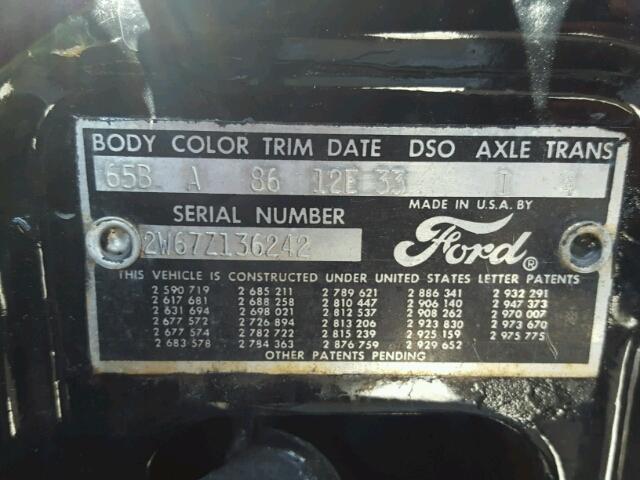 BODY COLOR TRIM DATE DSO AXLE TRANS
65B A 86 12E 33 1 4
SERIAL NUMBER
2W67Z136242
MADE IN U.S.A. BY
Ford®
THIS VEHICLE IS CONSTRUCTED UNDER UNITED STATES LETTER PATENTS
2 590 719 2 685 211 2 789 621 2 886 341 2 932 291
2 617 681 2 688 258 2 810 447 2 906 140 2 947 373
2 631 694 2 698 021 2 812 537 2 908 262 2 970 007
2 677 572 2 726 894 2 813 206 2 923 830 2 973 670
2 677 574 2 782 722 2 815 239 2 925 159 2 975 775
2 683 578 2 784 363 2 876 759 2 929 652
OTHER PATENTS PENDING